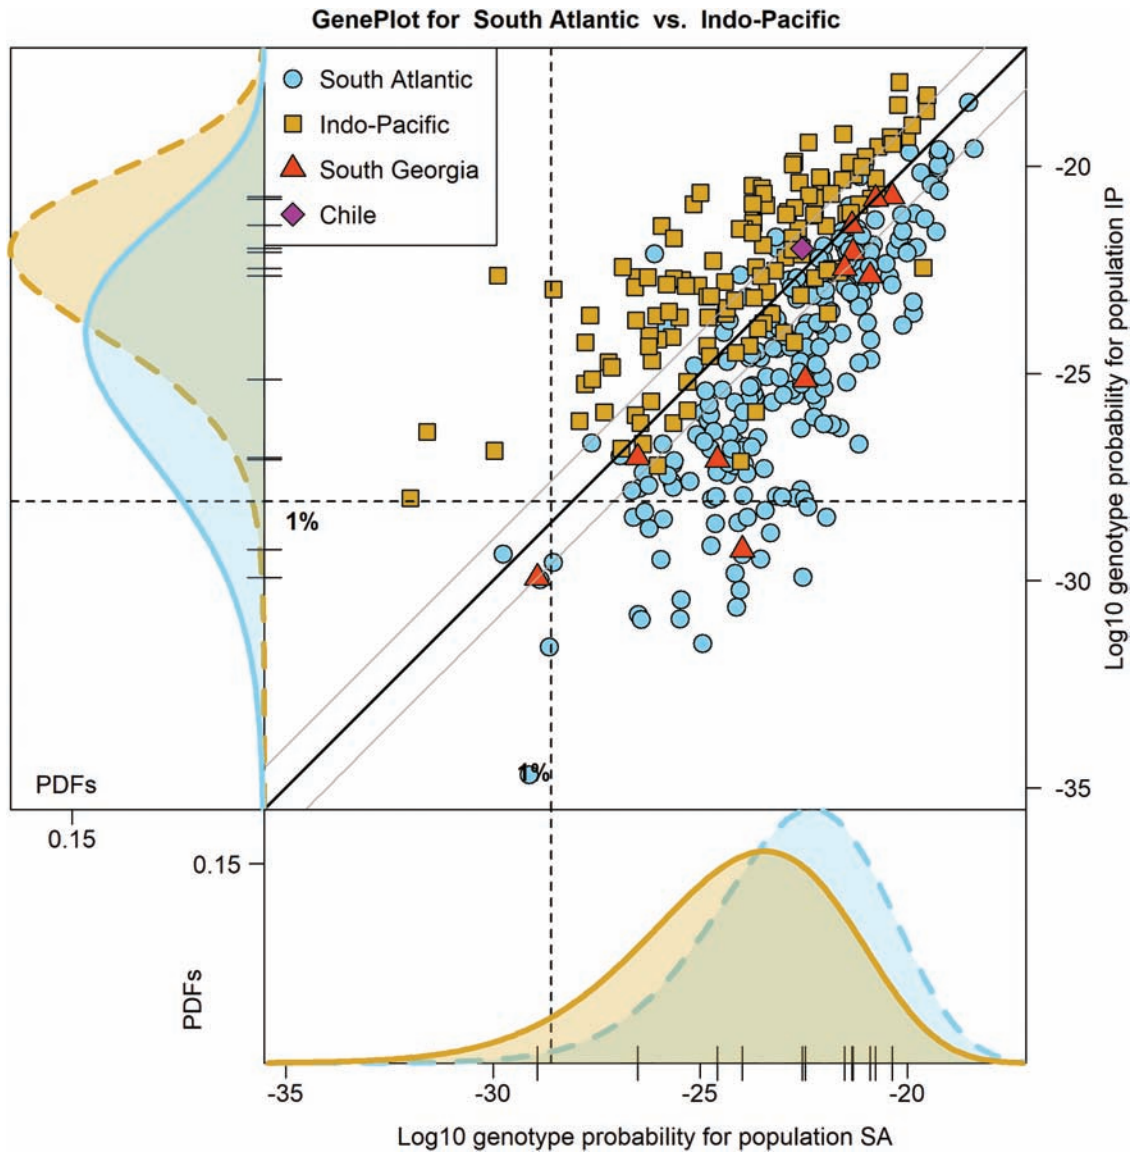 GenePlot for South Atlantic vs. Indo-Pacific
South Atlantic
Indo-Pacific
South Georgia
Chile
-20
-25
-30
-35
Log10 genotype probability for population IP
1%
1%
PDFs
0.15
0.15
PDFs
-35
-30
-25
-20
Log10 genotype probability for population SA